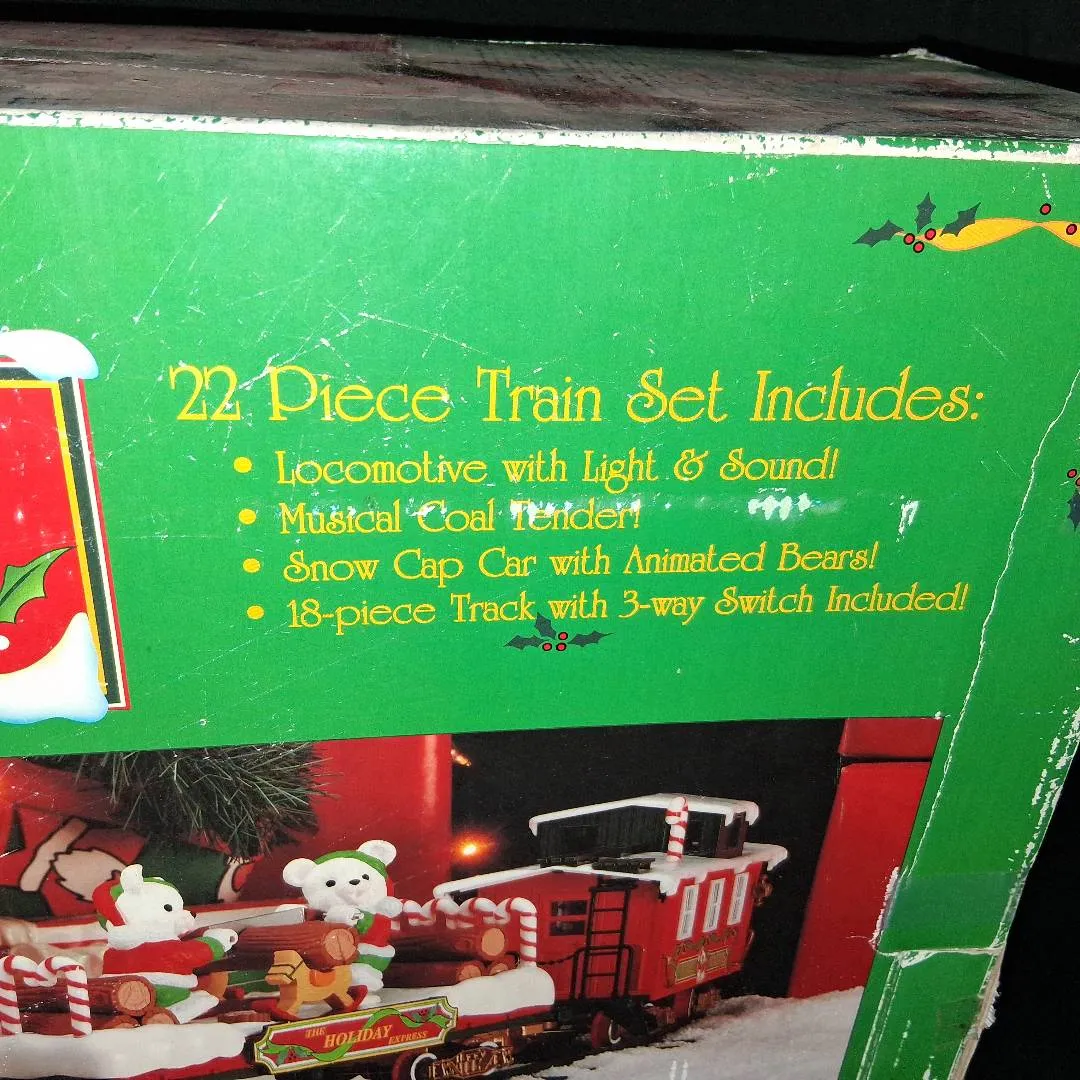 22 Piece Train Set Includes:
• Locomotive with Light & Sound!
• Musical Coal Tender!
• Snow Cap Car with Animated Bears!
• 18-piece Track with 3-way Switch Included!
THE HOLIDAY EXPRESS